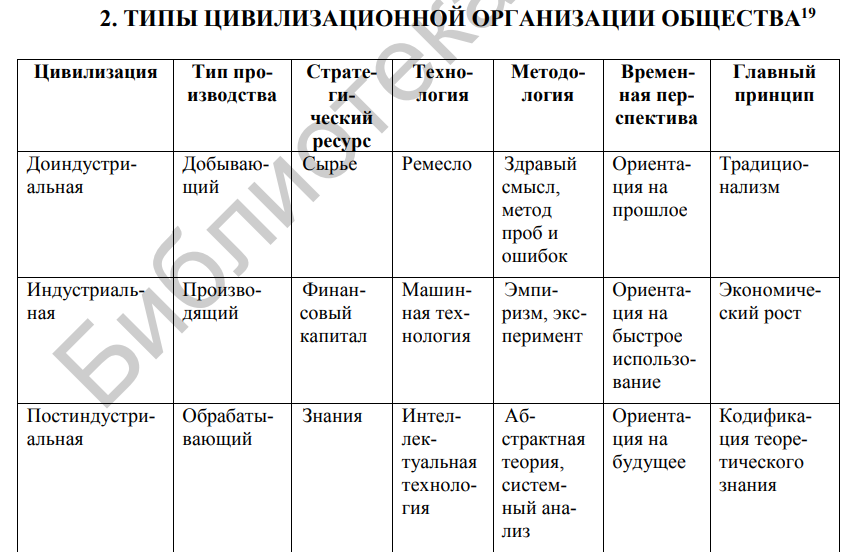 2. ТИПЫ ЦИВИЛИЗАЦИОННОЙ ОРГАНИЗАЦИИ ОБЩЕСТВА19
Цивилизация
Тип про-
изводства
Страте-
ги-
ческий
ресурс
Техно-
логия
Методо-
логия
Времен-
ная пер-
спектива
Главный
принцип
Доиндустри-
альная
Добываю-
щий
Сырье
Ремесло
Здравый
смысл,
метод
проб и
ошибок
Ориента-
ция на
прошлое
Традицио-
нализм
Индустриаль-
ная
Произво-
дящий
Финан-
совый
капитал
Машин-
ная тех-
нология
Эмпи-
ризм, экс-
перимент
Ориента-
ция на
быстрое
использо-
вание
Экономиче-
ский рост
Постиндустри-
альная
Обрабаты-
вающий
Знания
Интел-
лек-
туальная
техноло-
гия
Аб-
страктная
теория,
систем-
ный ана-
лиз
Ориента-
ция на
будущее
Кодифика-
ция теоре-
тического
знания
Библиотека